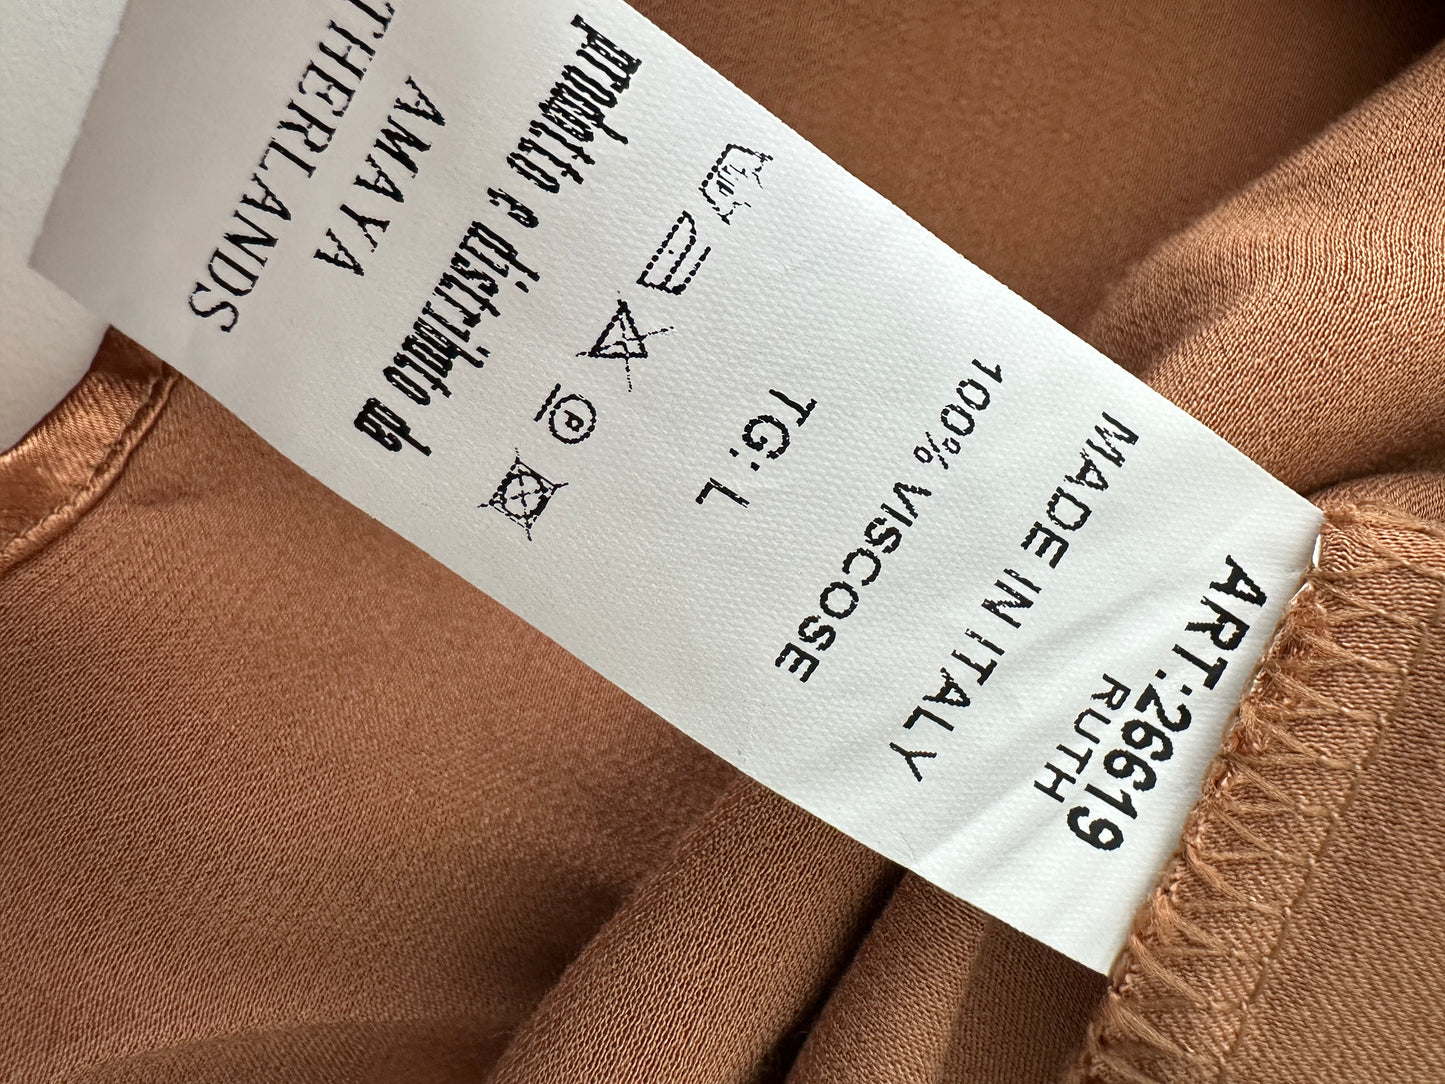 ART:26619
RUTH
MADE IN ITALY
100% VISCOSE
TG: L
P
prodotto e distribuito da
AMAYA
THERLANDS